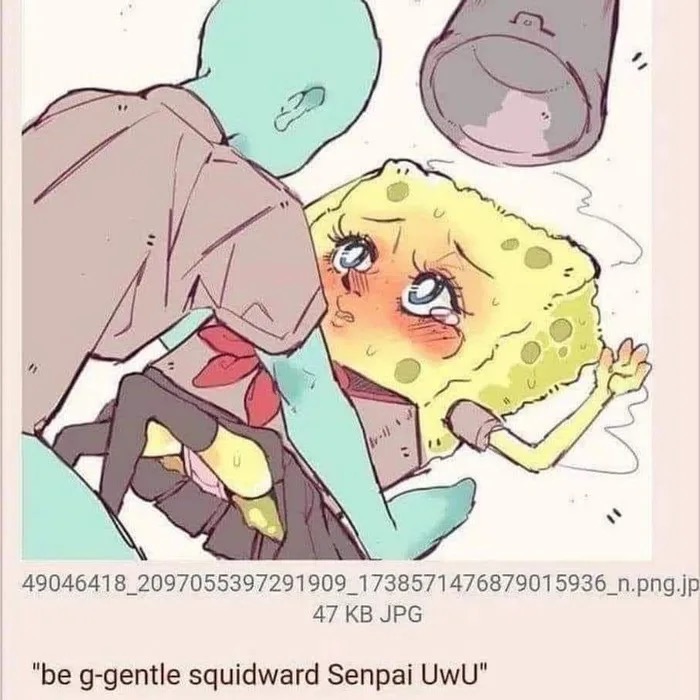 49046418_2097055397291909_1738571476879015936_n.png.jp
47 KB JPG
"be g-gentle squidward Senpai UwU"